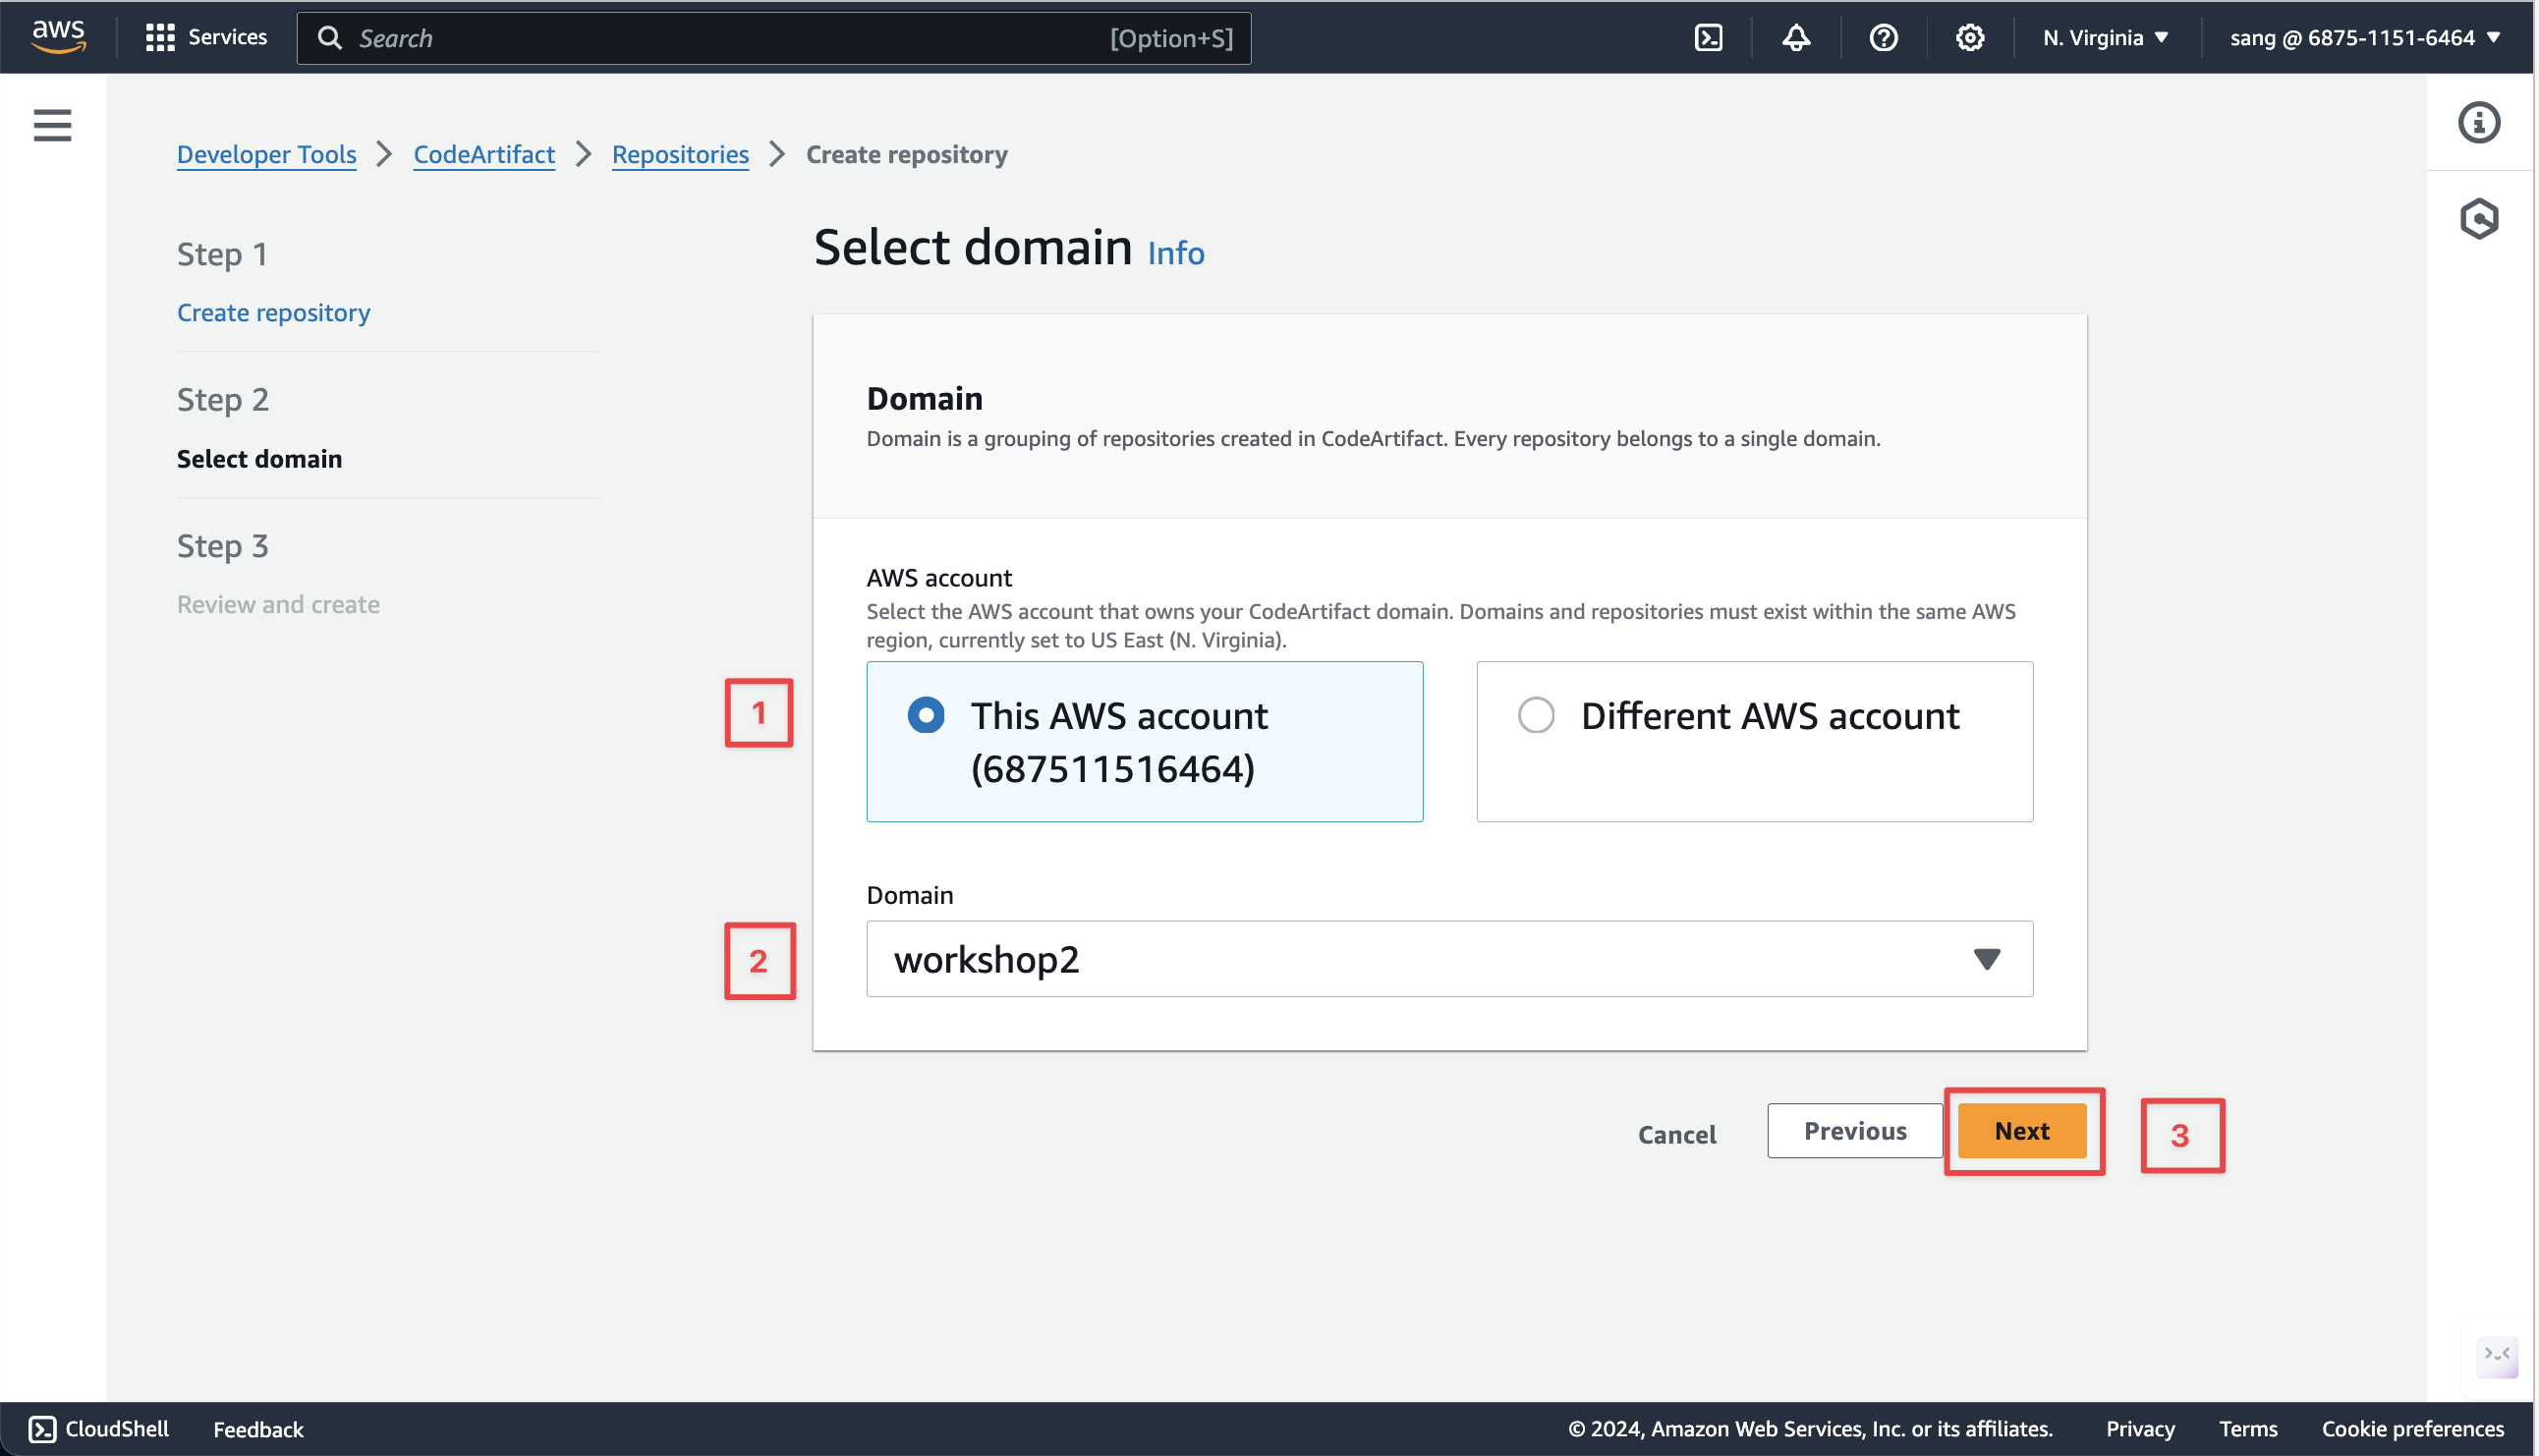 aws
Services
Search
[Option+S]
N. Virginia
sang @ 6875-1151-6464
Developer Tools
CodeArtifact
Repositories
Create repository
Step 1
Create repository
Step 2
Select domain
Step 3
Review and create
Select domain Info
Domain
Domain is a grouping of repositories created in CodeArtifact. Every repository belongs to a single domain.
AWS account
Select the AWS account that owns your CodeArtifact domain. Domains and repositories must exist within the same AWS
region, currently set to US East (N. Virginia).
1
This AWS account
(687511516464)
Different AWS account
Domain
2
workshop2
Cancel
Previous
Next
3
CloudShell
Feedback
© 2024, Amazon Web Services, Inc. or its affiliates.
Privacy
Terms
Cookie preferences